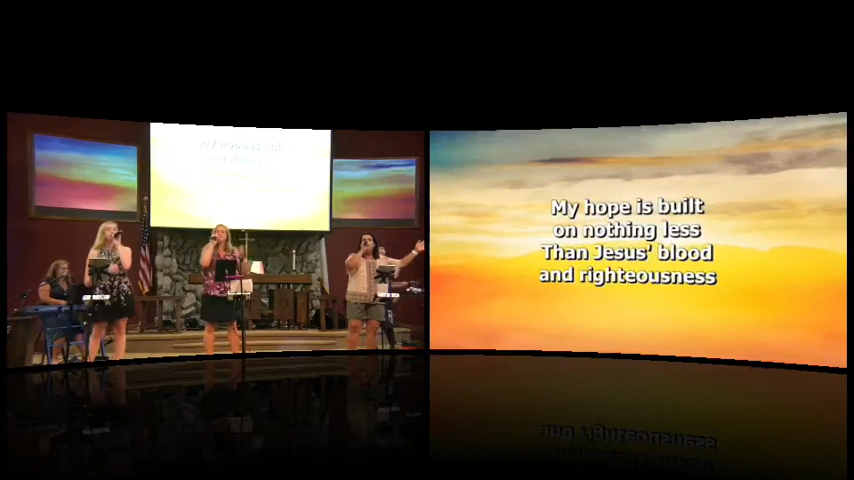 My hope is built
on nothing less
Than Jesus' blood
and righteousness